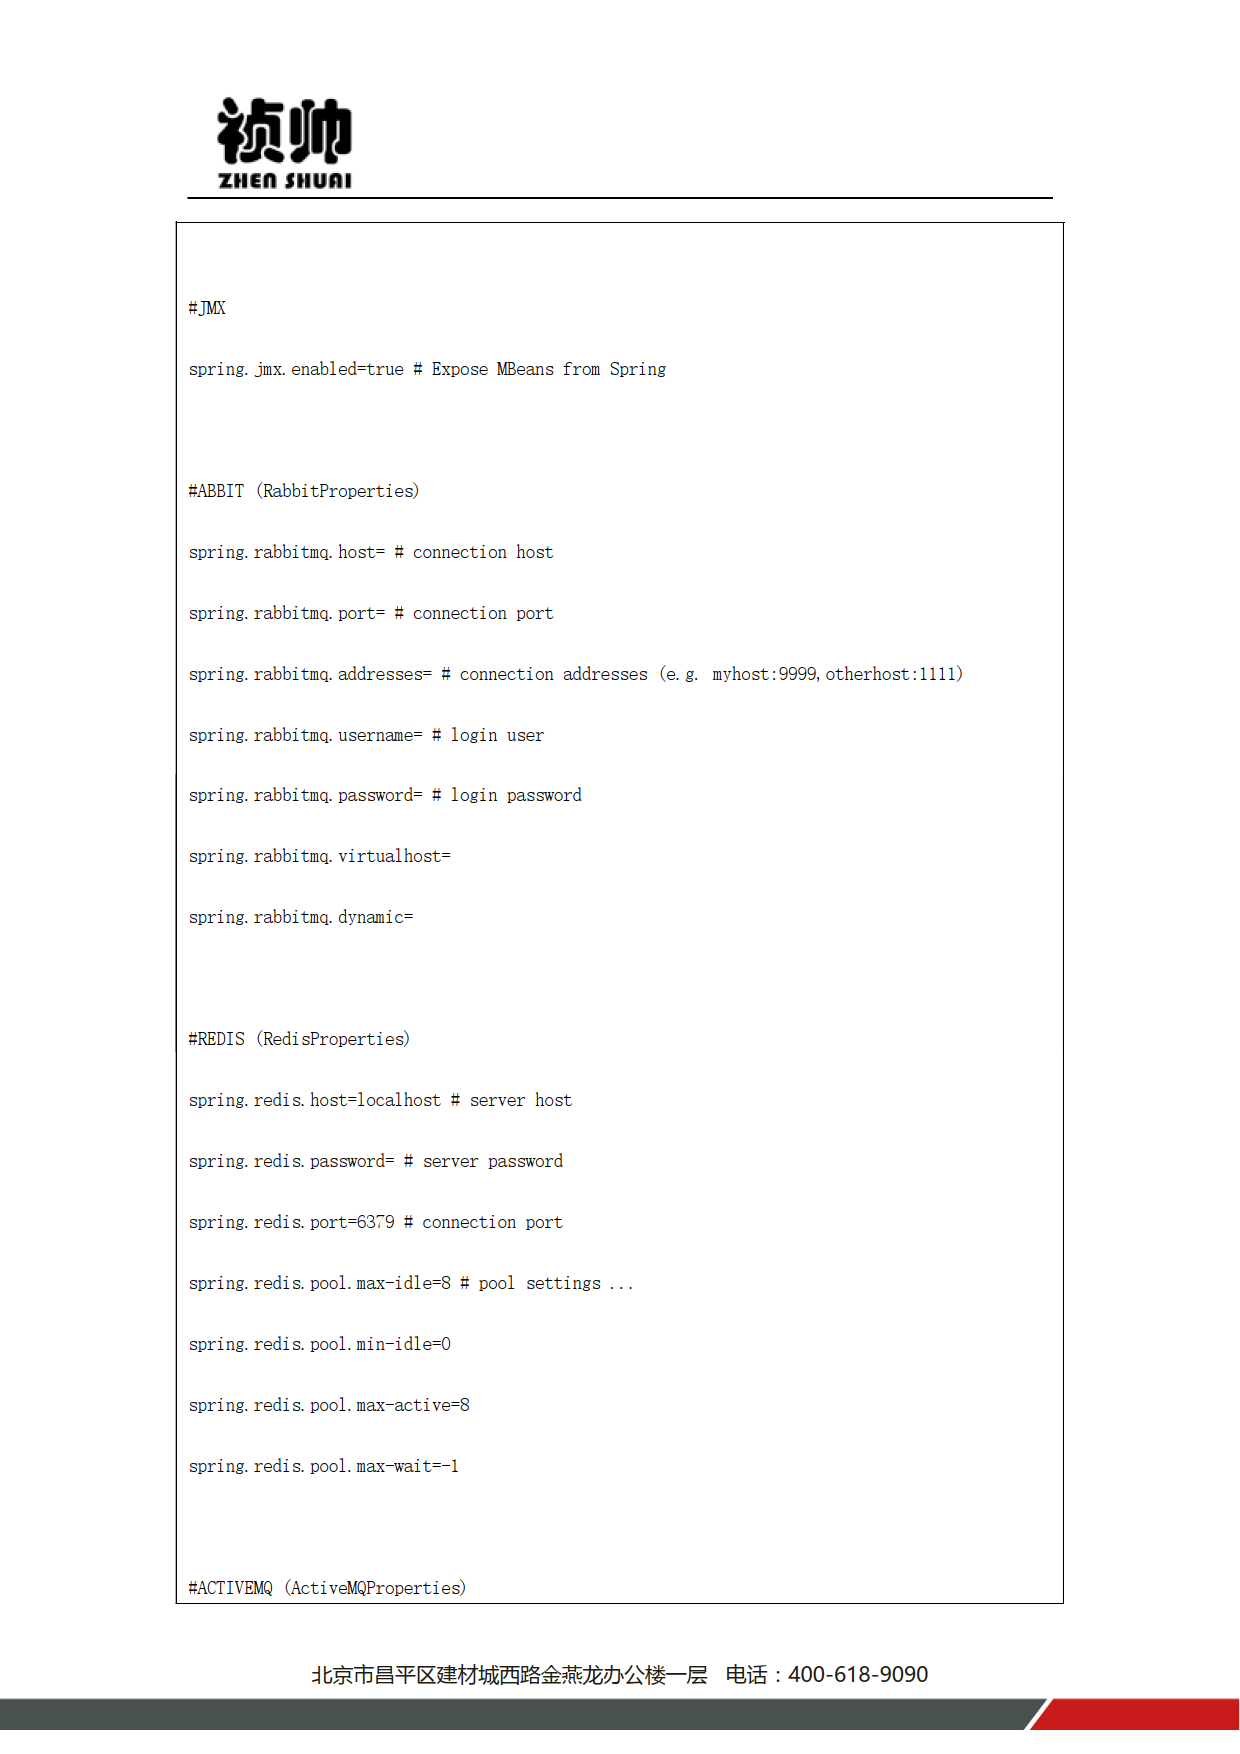 祯帅
ZHEN SHUAI
#JMX
spring.jmx.enabled=true # Expose MBeans from Spring
#ABBIT (RabbitProperties)
spring.rabbitmq.host= # connection host
spring.rabbitmq.port= # connection port
spring.rabbitmq.addresses= # connection addresses (e.g. myhost:9999,otherhost:1111)
spring.rabbitmq.username= # login user
spring.rabbitmq.password= # login password
spring.rabbitmq.virtualhost=
spring.rabbitmq.dynamic=
#REDIS (RedisProperties)
spring.redis.host=localhost # server host
spring.redis.password= # server password
spring.redis.port=6379 # connection port
spring.redis.pool.max-idle=8 # pool settings ...
spring.redis.pool.min-idle=0
spring.redis.pool.max-active=8
spring.redis.pool.max-wait=-1
#ACTIVEMQ (ActiveMQProperties)
北京市昌平区建材城西路金燕龙办公楼一层 电话：400-618-9090